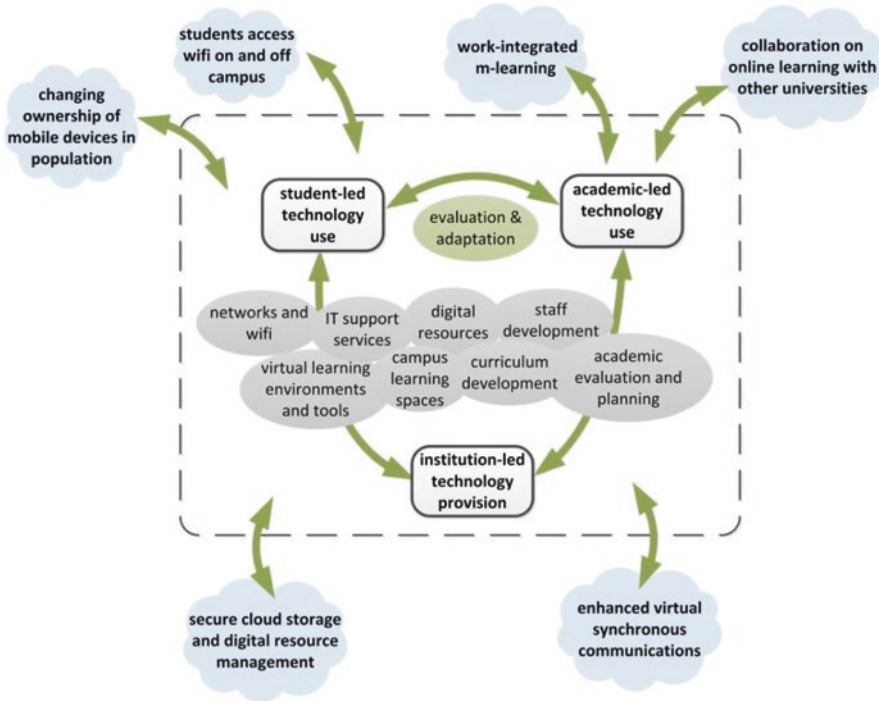 students access
wifi on and off
campus
work-integrated
m-learning
collaboration on
online learning with
other universities
changing
ownership of
mobile devices in
population
student-led
technology
use
evaluation &
adaptation
academic-led
technology
use
networks and
wifi
IT support
services
digital
resources
staff
development
virtual learning
environments
and tools
campus
learning
spaces
curriculum
development
academic
evaluation and
planning
institution-led
technology
provision
secure cloud storage
and digital resource
management
enhanced virtual
synchronous
communications